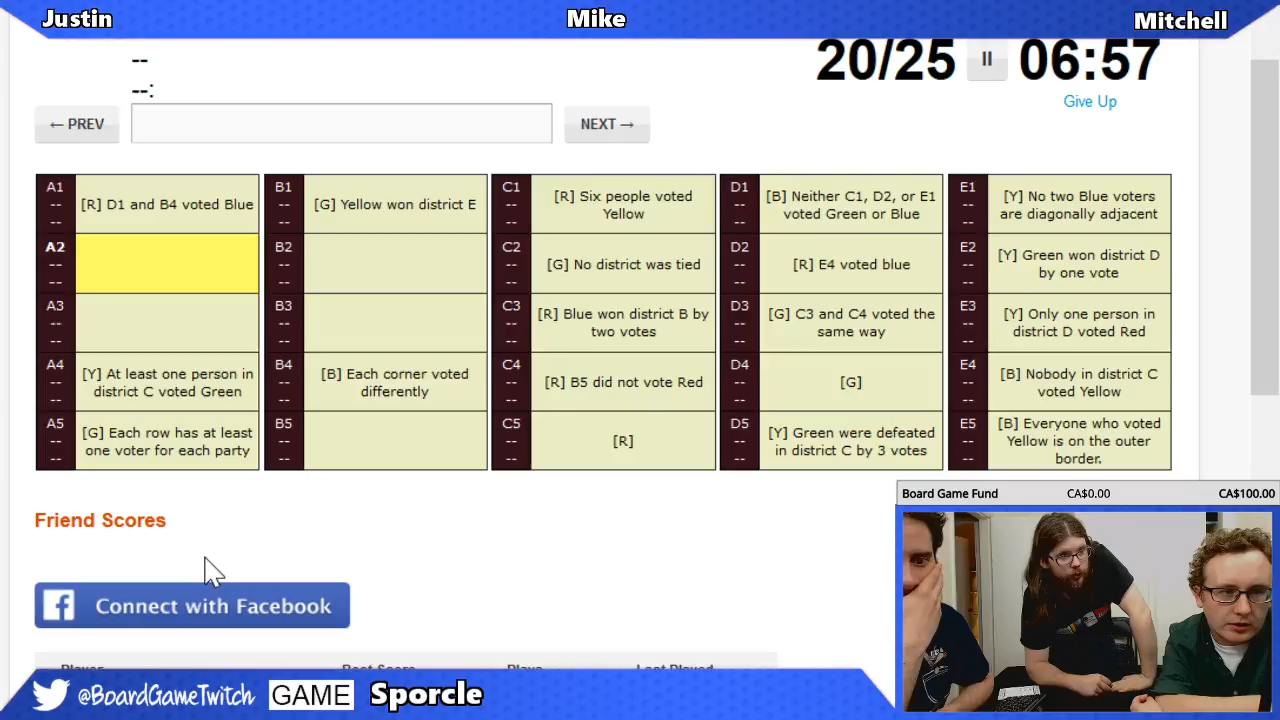 Justin
Mike
Mitchell
--
--:
20/25
06:57
Give Up
← PREV
NEXT →
A1
--
--
[R] D1 and B4 voted Blue
B1
--
--
[G] Yellow won district E
C1
--
--
[R] Six people voted
Yellow
D1
--
--
[B] Neither C1, D2, or E1
voted Green or Blue
E1
--
--
[Y] No two Blue voters
are diagonally adjacent
A2
--
--
B2
--
--
C2
--
--
[G] No district was tied
D2
--
--
[R] E4 voted blue
E2
--
--
[Y] Green won district D
by one vote
A3
--
--
B3
--
--
C3
--
--
[R] Blue won district B by
two votes
D3
--
--
[G] C3 and C4 voted the
same way
E3
--
--
[Y] Only one person in
district D voted Red
A4
--
--
[Y] At least one person in
district C voted Green
B4
--
--
[B] Each corner voted
differently
C4
--
--
[R] B5 did not vote Red
D4
--
--
[G]
E4
--
--
[B] Nobody in district C
voted Yellow
A5
--
--
[G] Each row has at least
one voter for each party
B5
--
--
C5
--
--
[R]
D5
--
--
[Y] Green were defeated
in district C by 3 votes
E5
--
--
[B] Everyone who voted
Yellow is on the outer
border.
Board Game Fund
CA$0.00
CA$100.00
Friend Scores
Connect with Facebook
Player
Best Score
Plays
Last Played
@BoardGameTwitch
GAME
Sporcle